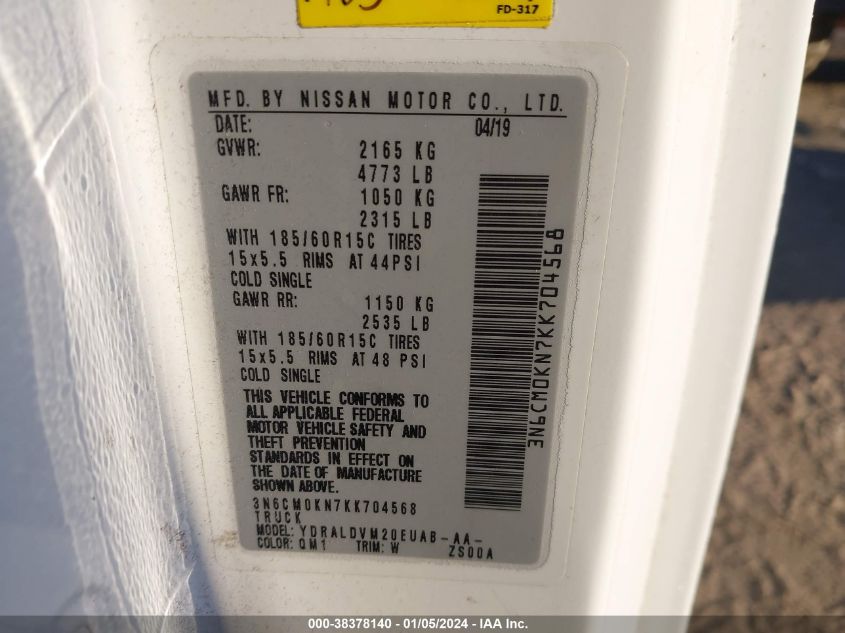 FD-317
MFD. BY NISSAN MOTOR CO., LTD.
DATE: 04/19
GVWR: 2165 KG
4773 LB
GAWR FR: 1050 KG
2315 LB
WITH 185/60R15C TIRES
15x5.5 RIMS AT 44PSI
COLD SINGLE
GAWR RR: 1150 KG
2535 LB
WITH 185/60R15C TIRES
15x5.5 RIMS AT 48 PSI
COLD SINGLE
THIS VEHICLE CONFORMS TO
ALL APPLICABLE FEDERAL
MOTOR VEHICLE SAFETY AND
THEFT PREVENTION
STANDARDS IN EFFECT ON
THE DATE OF MANUFACTURE
SHOWN ABOVE.
3N6CM0KN7KK704568
TRUCK
MODEL: YDRALDVM20EUAB-AA-
COLOR: QM1 TRIM: W ZS00A
3N6CM0KN7KK704568
000-38378140 - 01/05/2024 - IAA Inc.